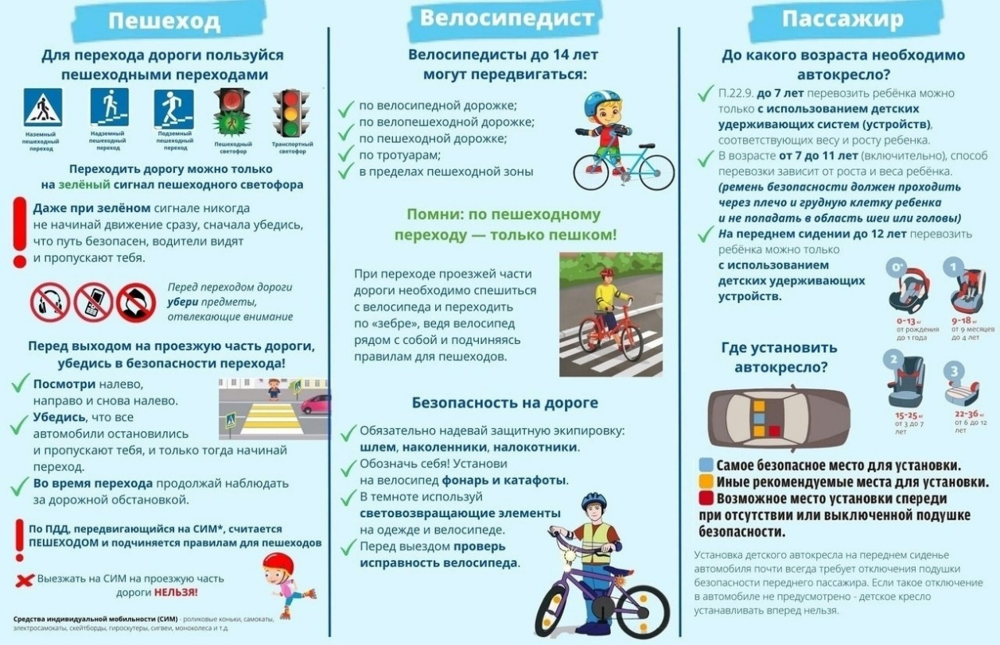 Пешеход
Для перехода дороги пользуйся
пешеходными переходами
Наземный
пешеходный
переход
Надземный
пешеходный
переход
Подземный
пешеходный
переход
Пешеходный
светофор
Транспортный
светофор
Переходить дорогу можно только
на зелёный сигнал пешеходного светофора
Даже при зелёном сигнале никогда
не начинай движение сразу, сначала убедись,
что путь безопасен, водители видят
и пропускают тебя.
Перед переходом дороги
убери предметы,
отвлекающие внимание
Перед выходом на проезжую часть дороги,
убедись в безопасности перехода!
Посмотри налево,
направо и снова налево.
Убедись, что все
автомобили остановились
и пропускают тебя, и только тогда начинай
переход.
Во время перехода продолжай наблюдать
за дорожной обстановкой.
По ПДД, передвигающийся на СИМ*, считается
ПЕШЕХОДОМ и подчиняется правилам для пешеходов
Выезжать на СИМ на проезжую часть
дороги НЕЛЬЗЯ!
Средства индивидуальной мобильности (СИМ) - роликовые коньки, самокаты,
электросамокаты, скейтборды, гироскутеры, сигвеи, моноколеса и т.д.
Велосипедист
Велосипедисты до 14 лет
могут передвигаться:
по велосипедной дорожке;
по велопешеходной дорожке;
по пешеходной дорожке;
по тротуарам;
в пределах пешеходной зоны
Помни: по пешеходному
переходу — только пешком!
При переходе проезжей части
дороги необходимо спешиться
с велосипеда и переходить
по «зебре», ведя велосипед
рядом с собой и подчиняясь
правилам для пешеходов.
Безопасность на дороге
Обязательно надевай защитную экипировку:
шлем, наколенники, налокотники.
Обозначь себя! Установи
на велосипед фонарь и катафоты.
В темноте используй
световозвращающие элементы
на одежде и велосипеде.
Перед выездом проверь
исправность велосипеда.
Пассажир
До какого возраста необходимо
автокресло?
П.22.9. до 7 лет перевозить ребёнка можно
только с использованием детских
удерживающих систем (устройств),
соответствующих весу и росту ребенка.
В возрасте от 7 до 11 лет (включительно), способ
перевозки зависит от роста и веса ребёнка.
(ремень безопасности должен проходить
через плечо и грудную клетку ребенка
и не попадать в область шеи или головы)
На переднем сидении до 12 лет перевозить
ребёнка можно только
с использованием
детских удерживающих
устройств.
0+
0-13 кг
от рождения
до 1 года
1
9-18 кг
от 9 месяцев
до 4 лет
Где установить
автокресло?
2
15-25 кг
от 3 до 7
лет
3
22-36 кг
от 6 до 12
лет
Самое безопасное место для установки.
Иные рекомендуемые места для установки.
Возможное место установки спереди
при отсутствии или выключенной подушке
безопасности.
Установка детского автокресла на переднем сиденье
автомобиля почти всегда требует отключения подушки
безопасности переднего пассажира. Если такое отключение
в автомобиле не предусмотрено - детское кресло
устанавливать вперед нельзя.